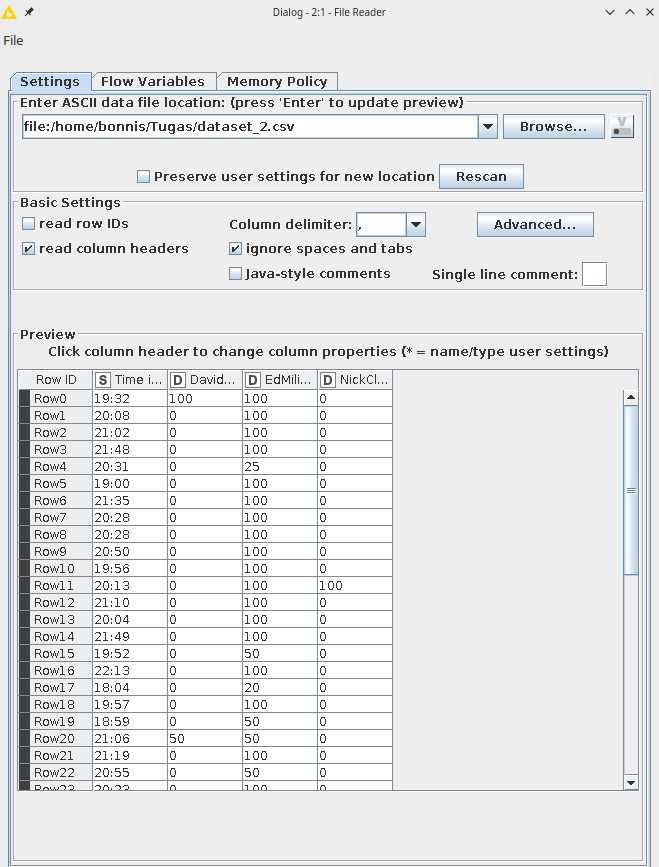 Dialog - 2:1 - File Reader
File
Settings Flow Variables Memory Policy
Enter ASCII data file location: (press 'Enter' to update preview)
file:/home/bonnis/Tugas/dataset_2.csv Browse... V
Preserve user settings for new location Rescan
Basic Settings
read row IDs Column delimiter: , Advanced...
read column headers ignore spaces and tabs
Java-style comments Single line comment:
Preview
Click column header to change column properties (* = name/type user settings)
Row ID S Time i... D David... D EdMili... D NickCl...
Row0 19:32 100 100 0
Row1 20:08 0 100 0
Row2 21:02 0 100 0
Row3 21:48 0 100 0
Row4 20:31 0 25 0
Row5 19:00 0 100 0
Row6 21:35 0 100 0
Row7 20:28 0 100 0
Row8 20:28 0 100 0
Row9 20:50 0 100 0
Row10 19:56 0 100 0
Row11 20:13 0 100 100
Row12 21:10 0 100 0
Row13 20:04 0 100 0
Row14 21:49 0 100 0
Row15 19:52 0 50 0
Row16 22:13 0 100 0
Row17 18:04 0 20 0
Row18 19:57 0 100 0
Row19 18:59 0 50 0
Row20 21:06 50 50 0
Row21 21:19 0 100 0
Row22 20:55 0 50 0
Row23 20:23 0 100 0